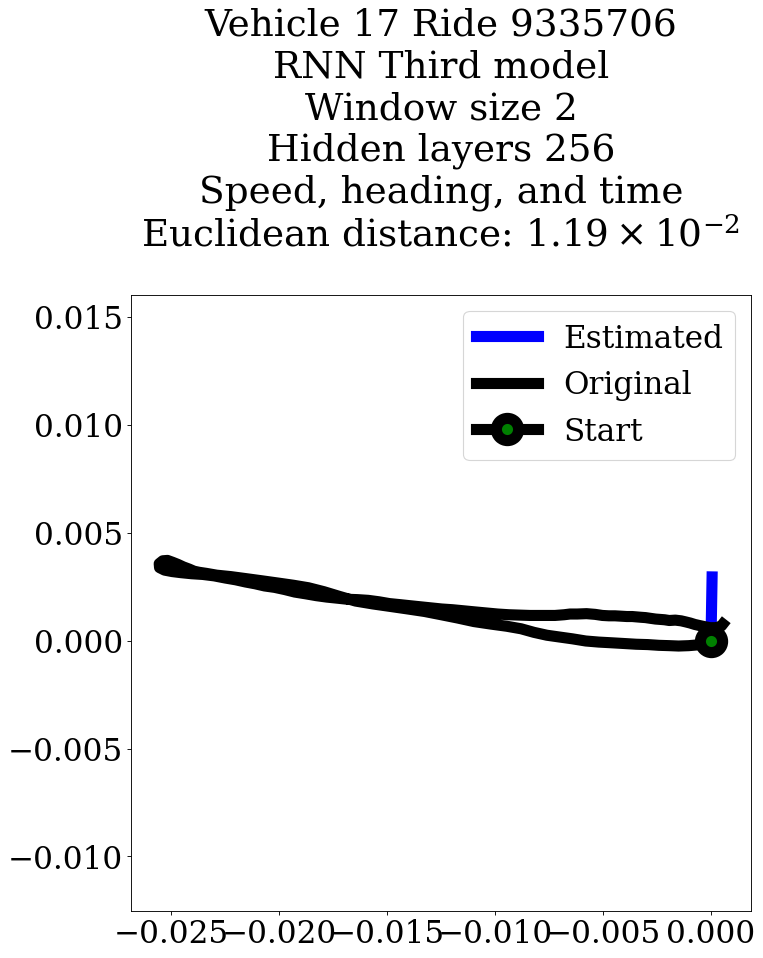 Vehicle 17 Ride 9335706
RNN Third model
Window size 2
Hidden layers 256
Speed, heading, and time
Euclidean distance: 1.19 × 10⁻²
Estimated
Original
Start
0.015
0.010
0.005
0.000
−0.005
−0.010
−0.025 −0.020 −0.015 −0.010 −0.005 0.000